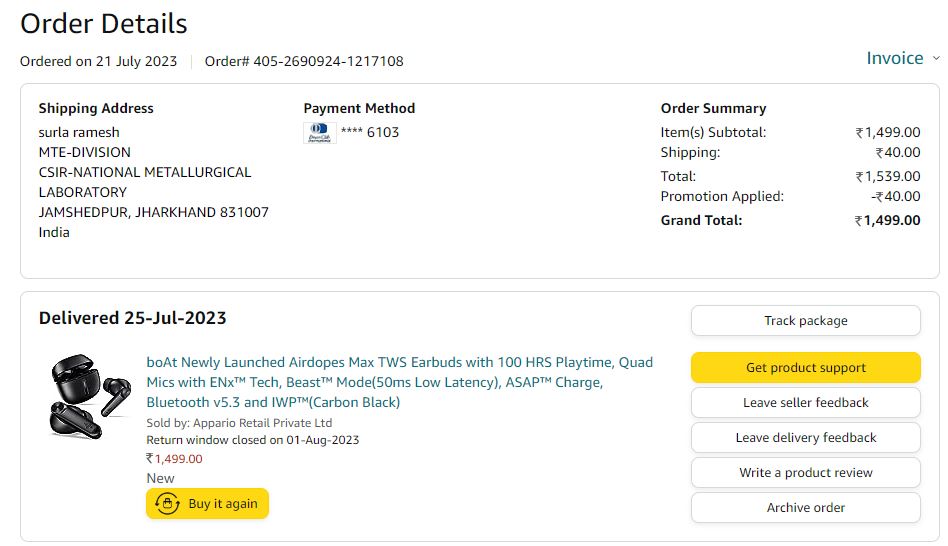 Order Details
Ordered on 21 July 2023
Order# 405-2690924-1217108
Invoice
Shipping Address
surla ramesh
MTE-DIVISION
CSIR-NATIONAL METALLURGICAL
LABORATORY
JAMSHEDPUR, JHARKHAND 831007
India
Payment Method
**** 6103
Order Summary
Item(s) Subtotal: ₹1,499.00
Shipping: ₹40.00
Total: ₹1,539.00
Promotion Applied: -₹40.00
Grand Total: ₹1,499.00
Delivered 25-Jul-2023
boAt Newly Launched Airdopes Max TWS Earbuds with 100 HRS Playtime, Quad
Mics with ENx™ Tech, Beast™ Mode(50ms Low Latency), ASAP™ Charge,
Bluetooth v5.3 and IWP™(Carbon Black)
Sold by: Appario Retail Private Ltd
Return window closed on 01-Aug-2023
₹1,499.00
New
Buy it again
Track package
Get product support
Leave seller feedback
Leave delivery feedback
Write a product review
Archive order